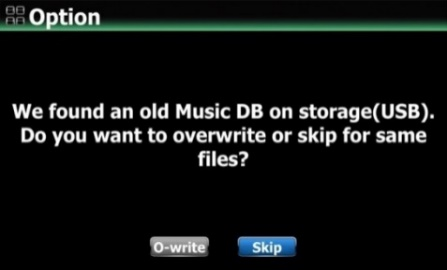 Option
We found an old Music DB on storage(USB).
Do you want to overwrite or skip for same
files?
O-write
Skip